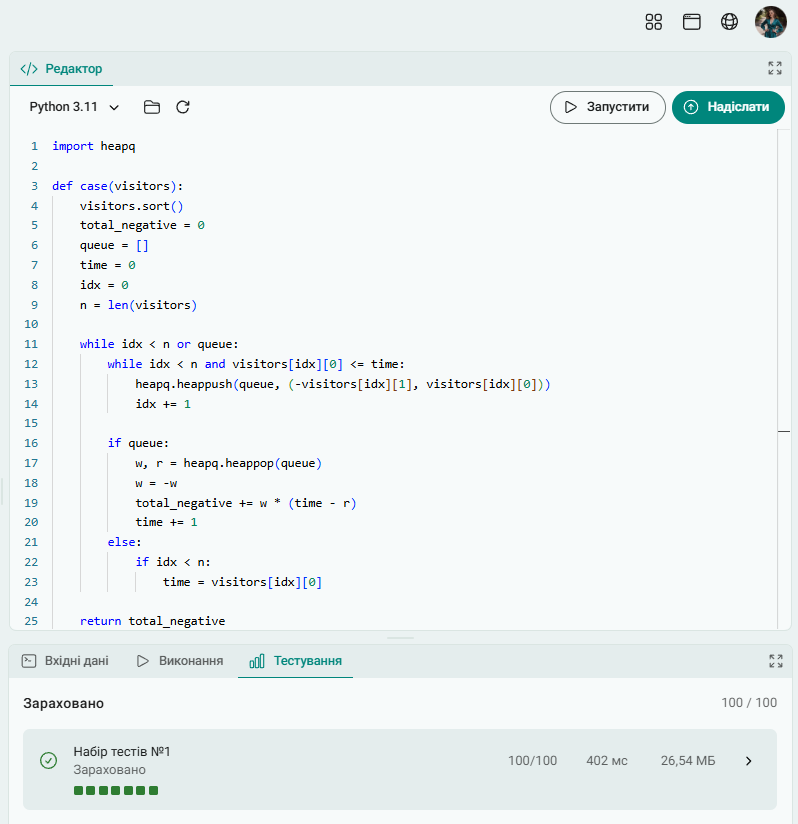 Редактор
Python 3.11
Запустити
Надіслати
1 import heapq
2
3 def case(visitors):
4     visitors.sort()
5     total_negative = 0
6     queue = []
7     time = 0
8     idx = 0
9     n = len(visitors)
10
11     while idx < n or queue:
12         while idx < n and visitors[idx][0] <= time:
13             heapq.heappush(queue, (-visitors[idx][1], visitors[idx][0]))
14             idx += 1
15
16         if queue:
17             w, r = heapq.heappop(queue)
18             w = -w
19             total_negative += w * (time - r)
20             time += 1
21         else:
22             if idx < n:
23                 time = visitors[idx][0]
24
25     return total_negative
Вхідні дані
Виконання
Тестування
Зараховано
100 / 100
Набір тестів №1
Зараховано
100/100
402 мс
26,54 МБ